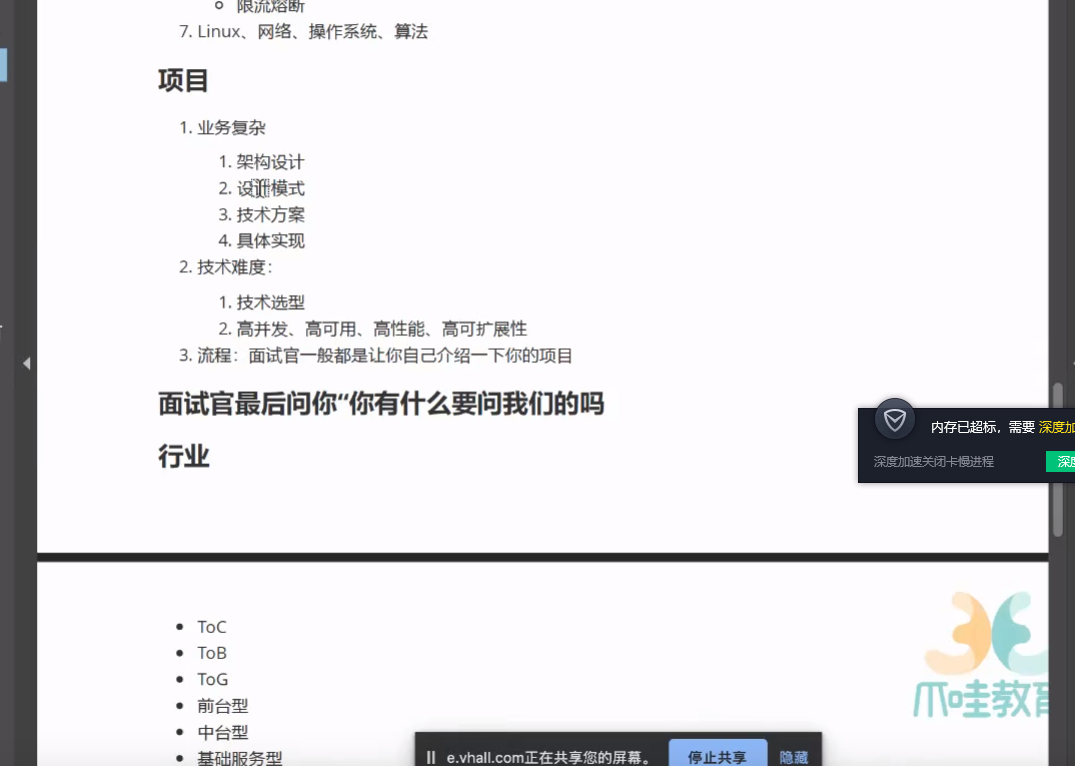 限流熔断
7. Linux、网络、操作系统、算法
项目
1. 业务复杂
1. 架构设计
2. 设计模式
3. 技术方案
4. 具体实现
2. 技术难度：
1. 技术选型
2. 高并发、高可用、高性能、高可扩展性
3. 流程：面试官一般都是让你自己介绍一下你的项目
面试官最后问你“你有什么要问我们的吗
行业
内存已超标，需要 深度加
深度加速关闭卡慢进程
深度
ToC
ToB
ToG
前台型
中台型
基础服务型
爪哇教育
e.vhall.com正在共享您的屏幕。
停止共享
隐藏